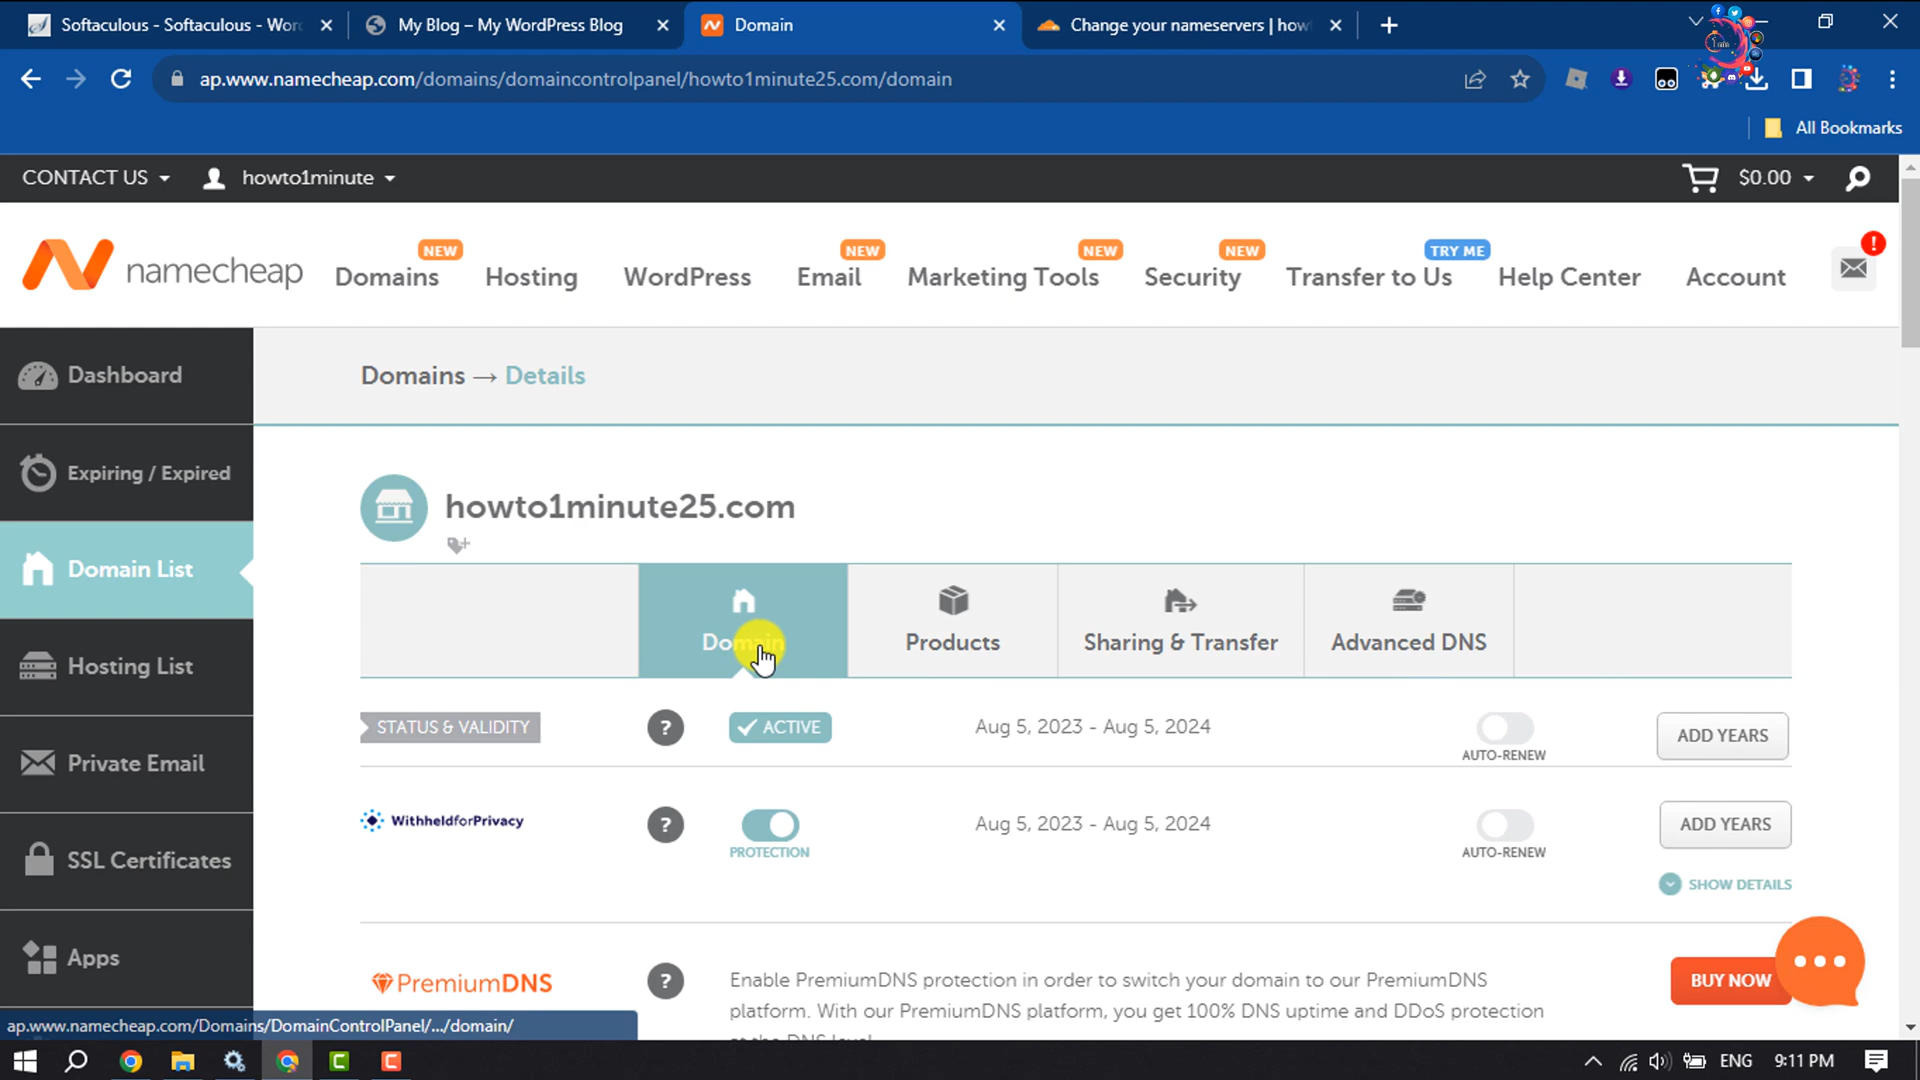 Softaculous - Softaculous - Wor
My Blog – My WordPress Blog
Domain
Change your nameservers | how
ap.www.namecheap.com/domains/domaincontrolpanel/howto1minute25.com/domain
All Bookmarks
CONTACT US
howto1minute
$0.00
namecheap
Domains NEW
Hosting
WordPress
Email NEW
Marketing Tools NEW
Security NEW
Transfer to Us TRY ME
Help Center
Account
Dashboard
Expiring / Expired
Domain List
Hosting List
Private Email
SSL Certificates
Apps
Domains → Details
howto1minute25.com
Domain
Products
Sharing & Transfer
Advanced DNS
STATUS & VALIDITY
?
ACTIVE
Aug 5, 2023 - Aug 5, 2024
AUTO-RENEW
ADD YEARS
WithheldforPrivacy
?
PROTECTION
Aug 5, 2023 - Aug 5, 2024
AUTO-RENEW
ADD YEARS
SHOW DETAILS
PremiumDNS
?
Enable PremiumDNS protection in order to switch your domain to our PremiumDNS
platform. With our PremiumDNS platform, you get 100% DNS uptime and DDoS protection
at the DNS level.
BUY NOW
ap.www.namecheap.com/Domains/DomainControlPanel/.../domain/
ENG
9:11 PM